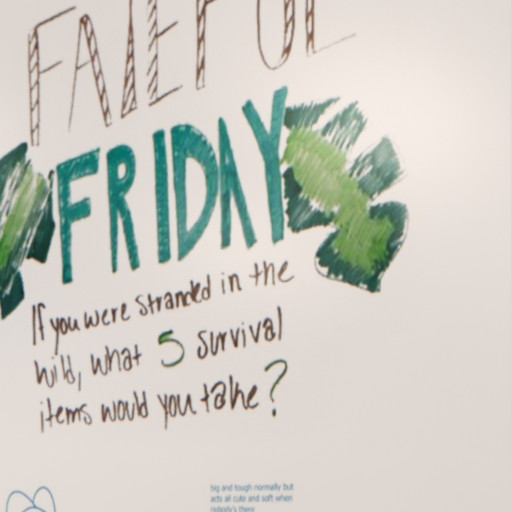 FATEFUL
FRIDAY
If you were stranded in the
wild, what 5 survival
items would you take?
big and tough normally but
acts all cute and soft when
nobody's there